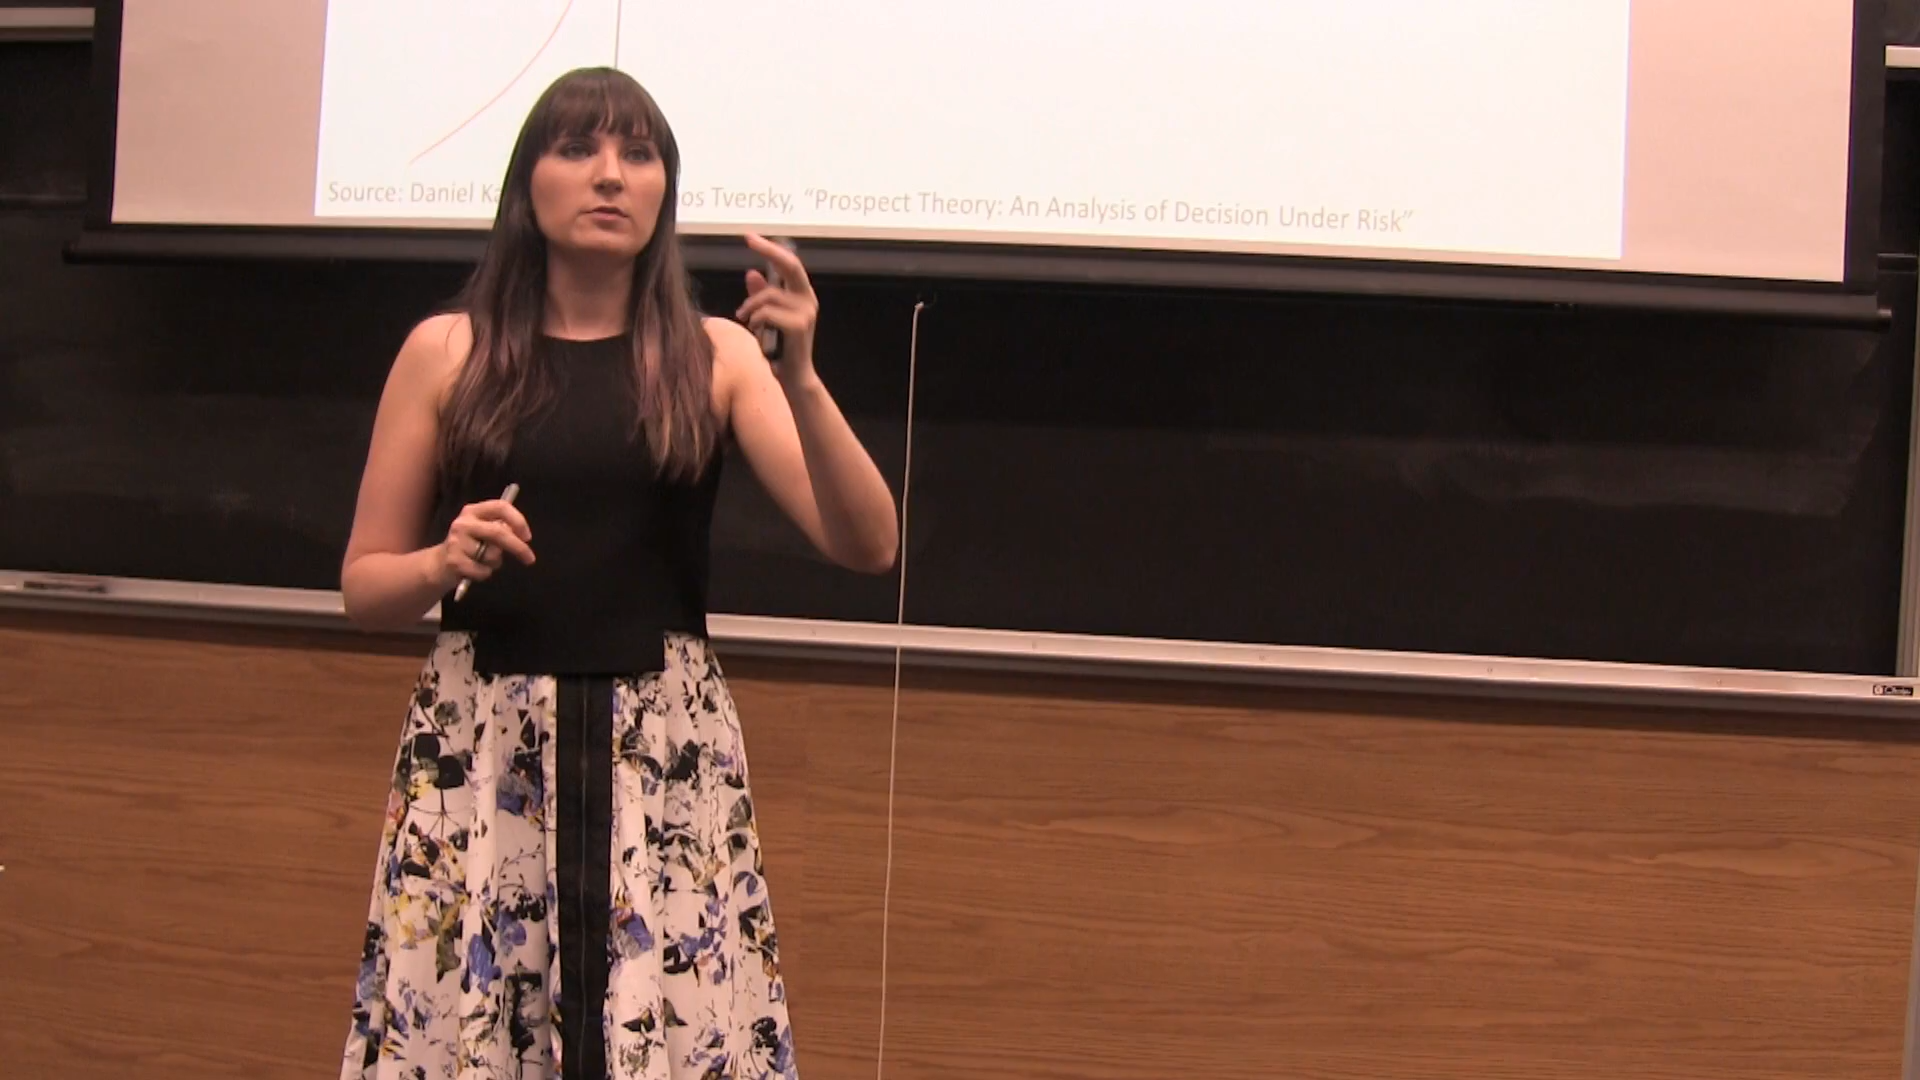 Source: Daniel Ka os Tversky, “Prospect Theory: An Analysis of Decision Under Risk”